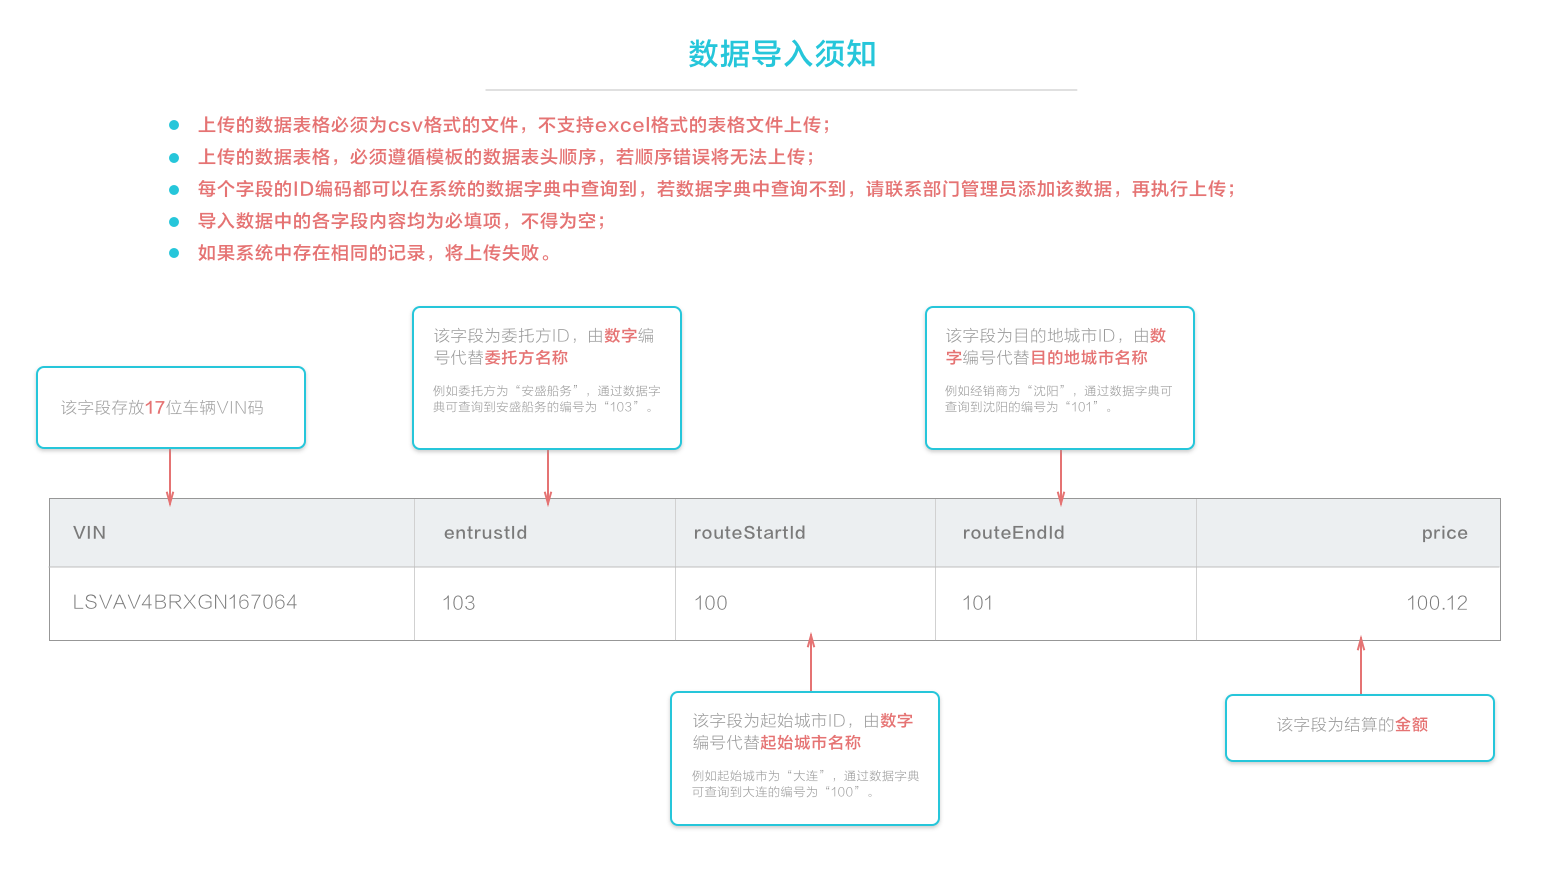 数据导入须知
上传的数据表格必须为csv格式的文件，不支持excel格式的表格文件上传；
上传的数据表格，必须遵循模板的数据表头顺序，若顺序错误将无法上传；
每个字段的ID编码都可以在系统的数据字典中查询到，若数据字典中查询不到，请联系部门管理员添加该数据，再执行上传；
导入数据中的各字段内容均为必填项，不得为空；
如果系统中存在相同的记录，将上传失败。
该字段存放17位车辆VIN码
该字段为委托方ID，由数字编
号代替委托方名称
例如委托方为“安盛船务”，通过数据字
典可查询到安盛船务的编号为“103”。
该字段为目的地城市ID，由数
字编号代替目的地城市名称
例如经销商为“沈阳”，通过数据字典可
查询到沈阳的编号为“101”。
VIN entrustId routeStartId routeEndId price
LSVAV4BRXGN167064 103 100 101 100.12
该字段为起始城市ID，由数字
编号代替起始城市名称
例如起始城市为“大连”，通过数据字典
可查询到大连的编号为“100”。
该字段为结算的金额